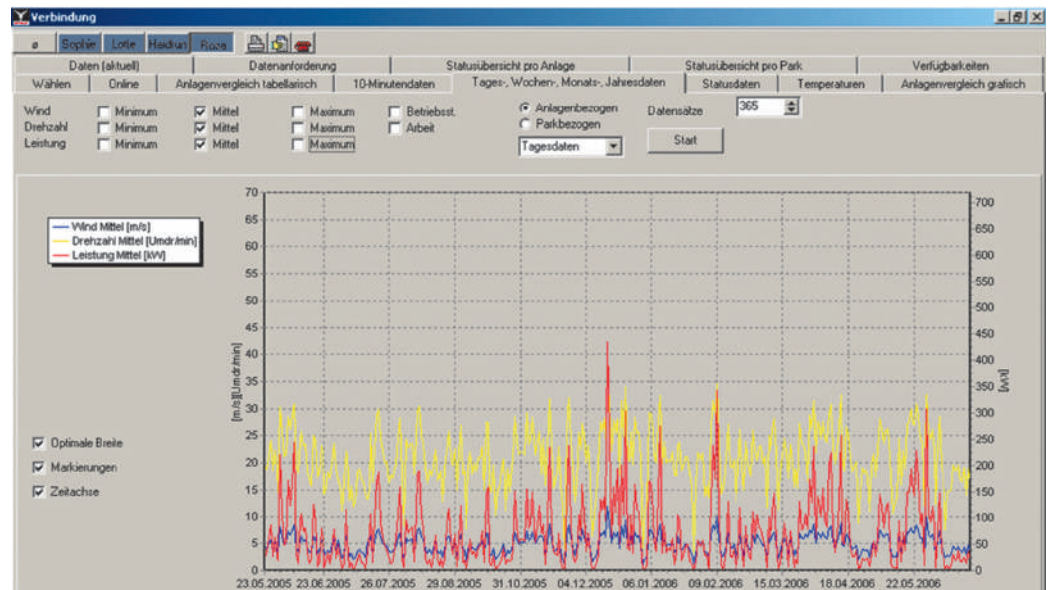 Verbindung
ø Sophie Lotte Haidrun Roza
Daten (aktuell) Datenanforderung Statusübersicht pro Anlage Statusübersicht pro Park Verfügbarkeiten
Wählen Online Anlagenvergleich tabellarisch 10-Minutendaten Tages-, Wochen-, Monats-, Jahresdaten Statusdaten Temperaturen Anlagenvergleich grafisch
Wind Minimum Mittel Maximum Betriebsst. Anlagenbezogen Datensätze 365
Drehzahl Minimum Mittel Maximum Arbeit Parkbezogen
Leistung Minimum Mittel Maximum Tagesdaten Start
Wind Mittel [m/s]
Drehzahl Mittel [Umdr/min]
Leistung Mittel [kW]
Optimale Breite
Markierungen
Zeitachse
[m/s][Umdr/min]
70
65
60
55
50
45
40
35
30
25
20
15
10
5
0
700
650
600
550
500
450
400
350
300
250
200
150
100
50
0
[kW]
23.05.2005 23.06.2005 26.07.2005 29.08.2005 31.10.2005 04.12.2005 06.01.2006 09.02.2006 15.03.2006 18.04.2006 22.05.2006